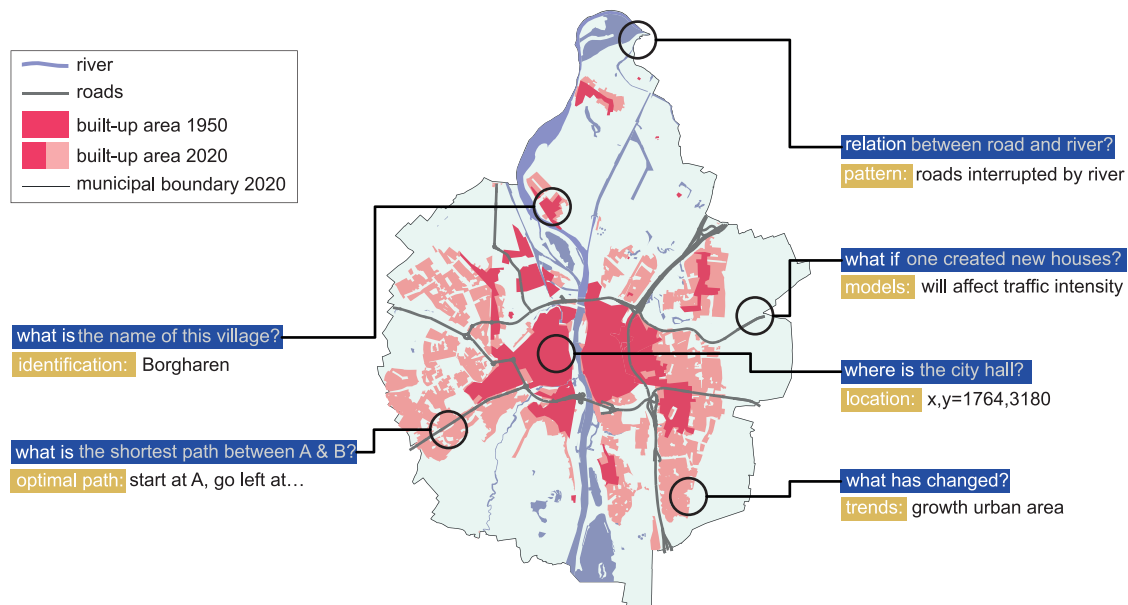 river
roads
built-up area 1950
built-up area 2020
municipal boundary 2020
what is the name of this village?
identification: Borgharen
what is the shortest path between A & B?
optimal path: start at A, go left at…
relation between road and river?
pattern: roads interrupted by river
what if one created new houses?
models: will affect traffic intensity
where is the city hall?
location: x,y=1764,3180
what has changed?
trends: growth urban area